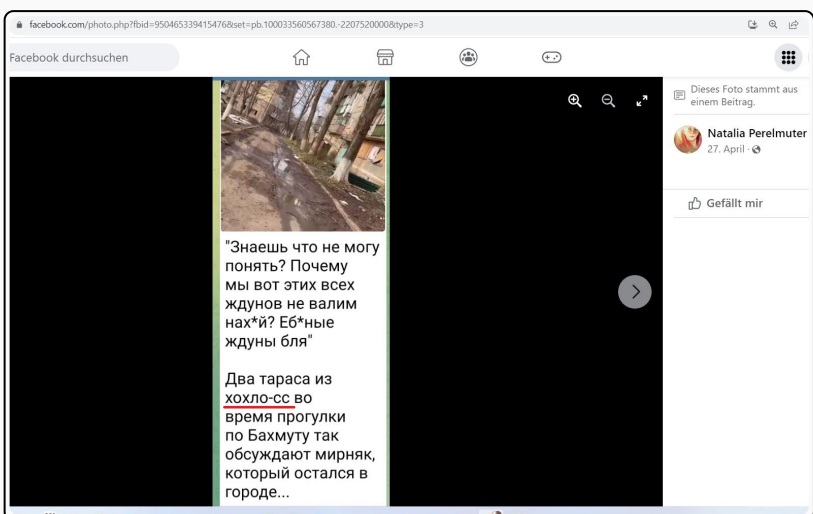 facebook.com/photo.php?fbid=950465339415476&set=pb.100033560567380.-2207520000&type=3
Facebook durchsuchen
Dieses Foto stammt aus
einem Beitrag.
Natalia Perelmuter
27. April ·
Gefällt mir
"Знаешь что не могу
понять? Почему
мы вот этих всех
ждунов не валим
нах*й? Еб*ные
ждуны бля"
Два тараса из
хохло-сс во
время прогулки
по Бахмуту так
обсуждают мирняк,
который остался в
городе...